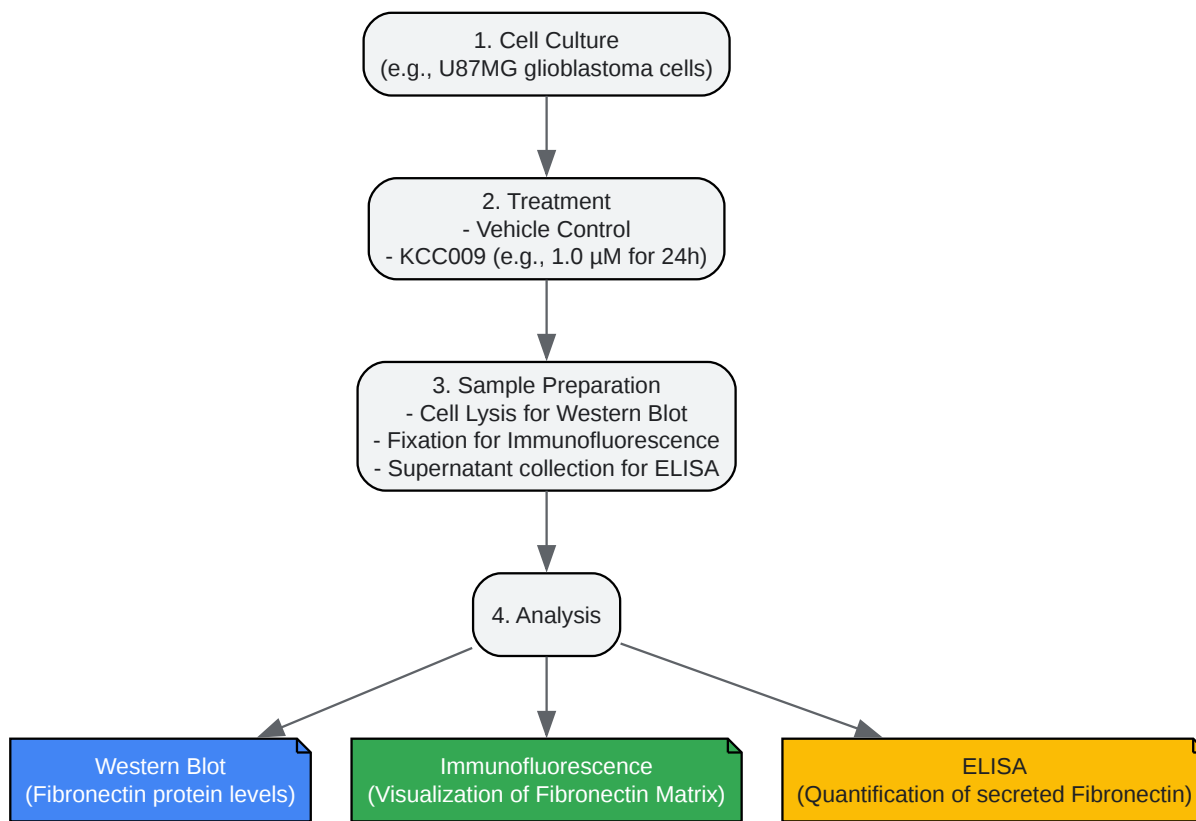 1. Cell Culture
(e.g., U87MG glioblastoma cells)
2. Treatment
- Vehicle Control
- KCC009 (e.g., 1.0 µM for 24h)
3. Sample Preparation
- Cell Lysis for Western Blot
- Fixation for Immunofluorescence
- Supernatant collection for ELISA
4. Analysis
Western Blot
(Fibronectin protein levels)
Immunofluorescence
(Visualization of Fibronectin Matrix)
ELISA
(Quantification of secreted Fibronectin)